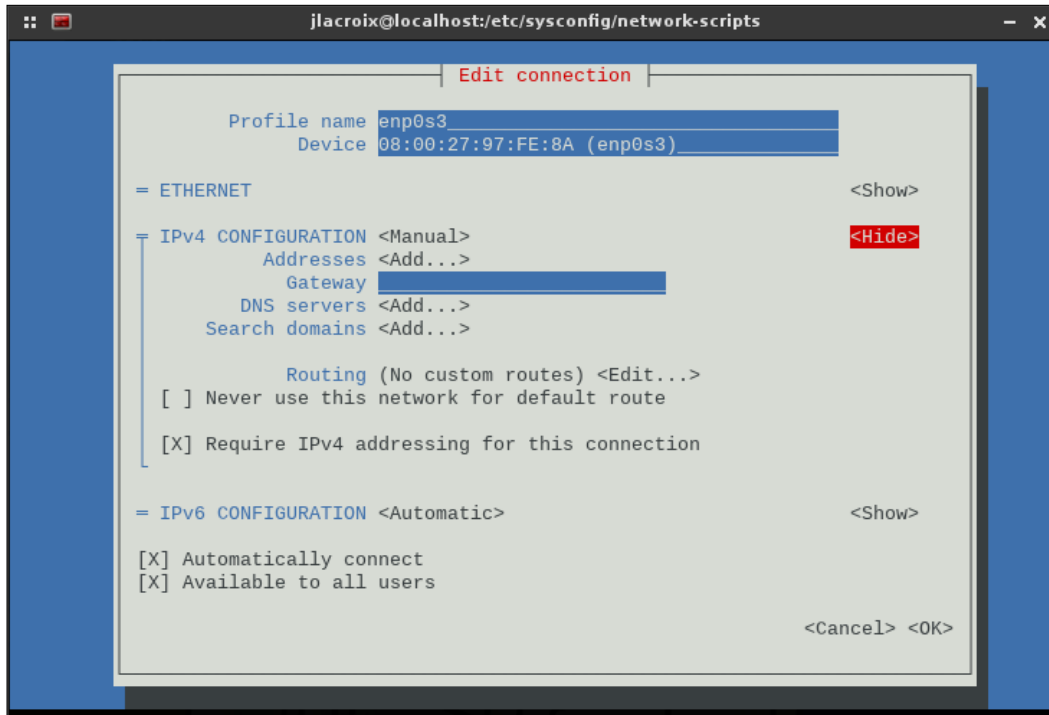 jlacroix@localhost:/etc/sysconfig/network-scripts
Edit connection
Profile name enp0s3
Device 08:00:27:97:FE:8A (enp0s3)
= ETHERNET <Show>
= IPv4 CONFIGURATION <Manual> <Hide>
Addresses <Add...>
Gateway
DNS servers <Add...>
Search domains <Add...>
Routing (No custom routes) <Edit...>
[ ] Never use this network for default route
[X] Require IPv4 addressing for this connection
= IPv6 CONFIGURATION <Automatic> <Show>
[X] Automatically connect
[X] Available to all users
<Cancel> <OK>